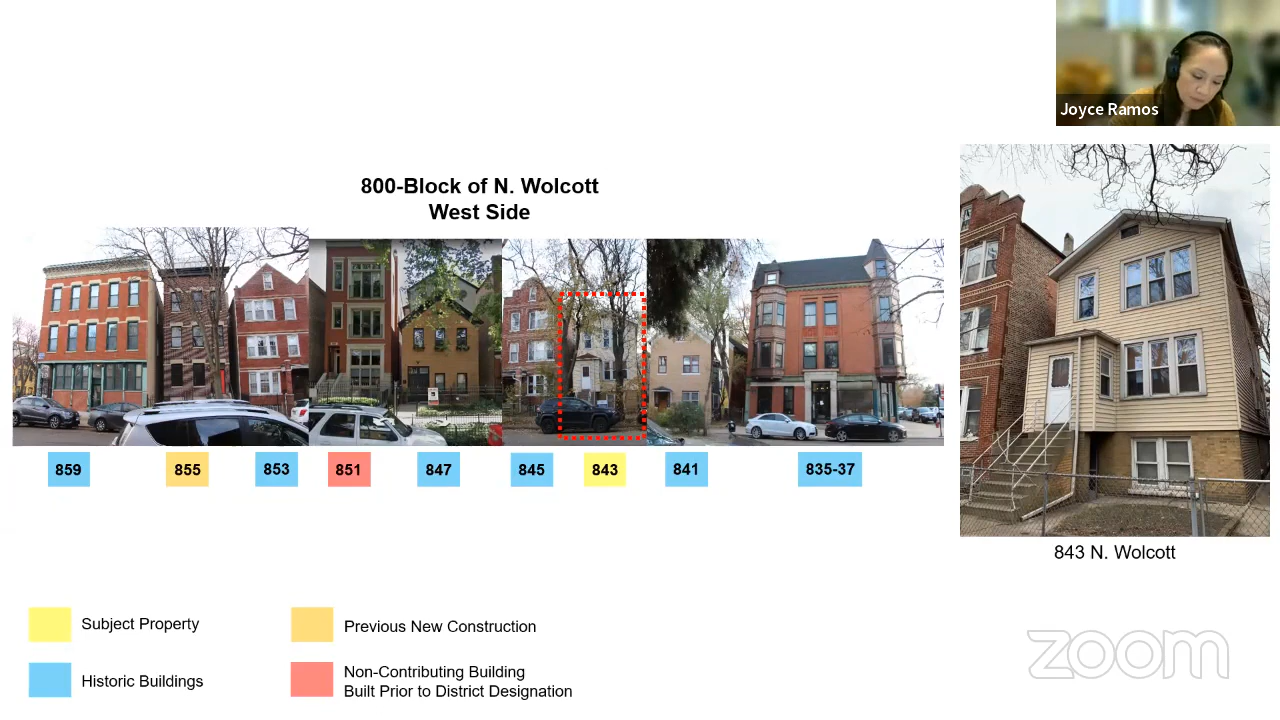 Joyce Ramos
800-Block of N. Wolcott
West Side
859
855
853
851
847
845
843
841
835-37
843 N. Wolcott
Subject Property
Previous New Construction
Historic Buildings
Non-Contributing Building
Built Prior to District Designation
zoom